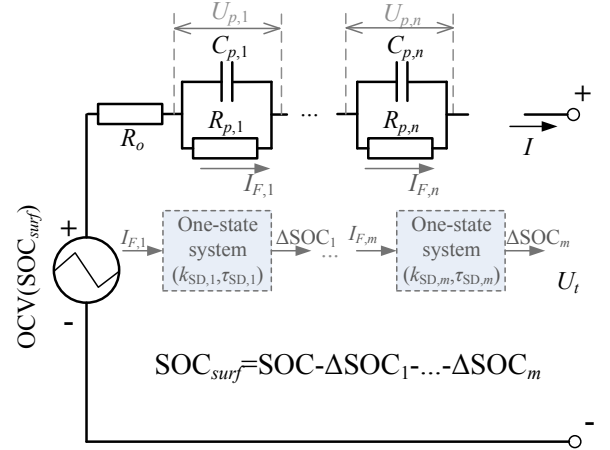 U_{p,1} U_{p,n}
C_{p,1} C_{p,n}
R_{p,1} ... R_{p,n} +
R_o I
I_{F,1} I_{F,n}
OCV(SOC_{surf})
+
I_{F,1} One-state system (k_{SD,1},τ_{SD,1}) ΔSOC_1 ... I_{F,m} One-state system (k_{SD,m},τ_{SD,m}) ΔSOC_m
U_t
-
SOC_{surf}=SOC-ΔSOC_1-...-ΔSOC_m
-